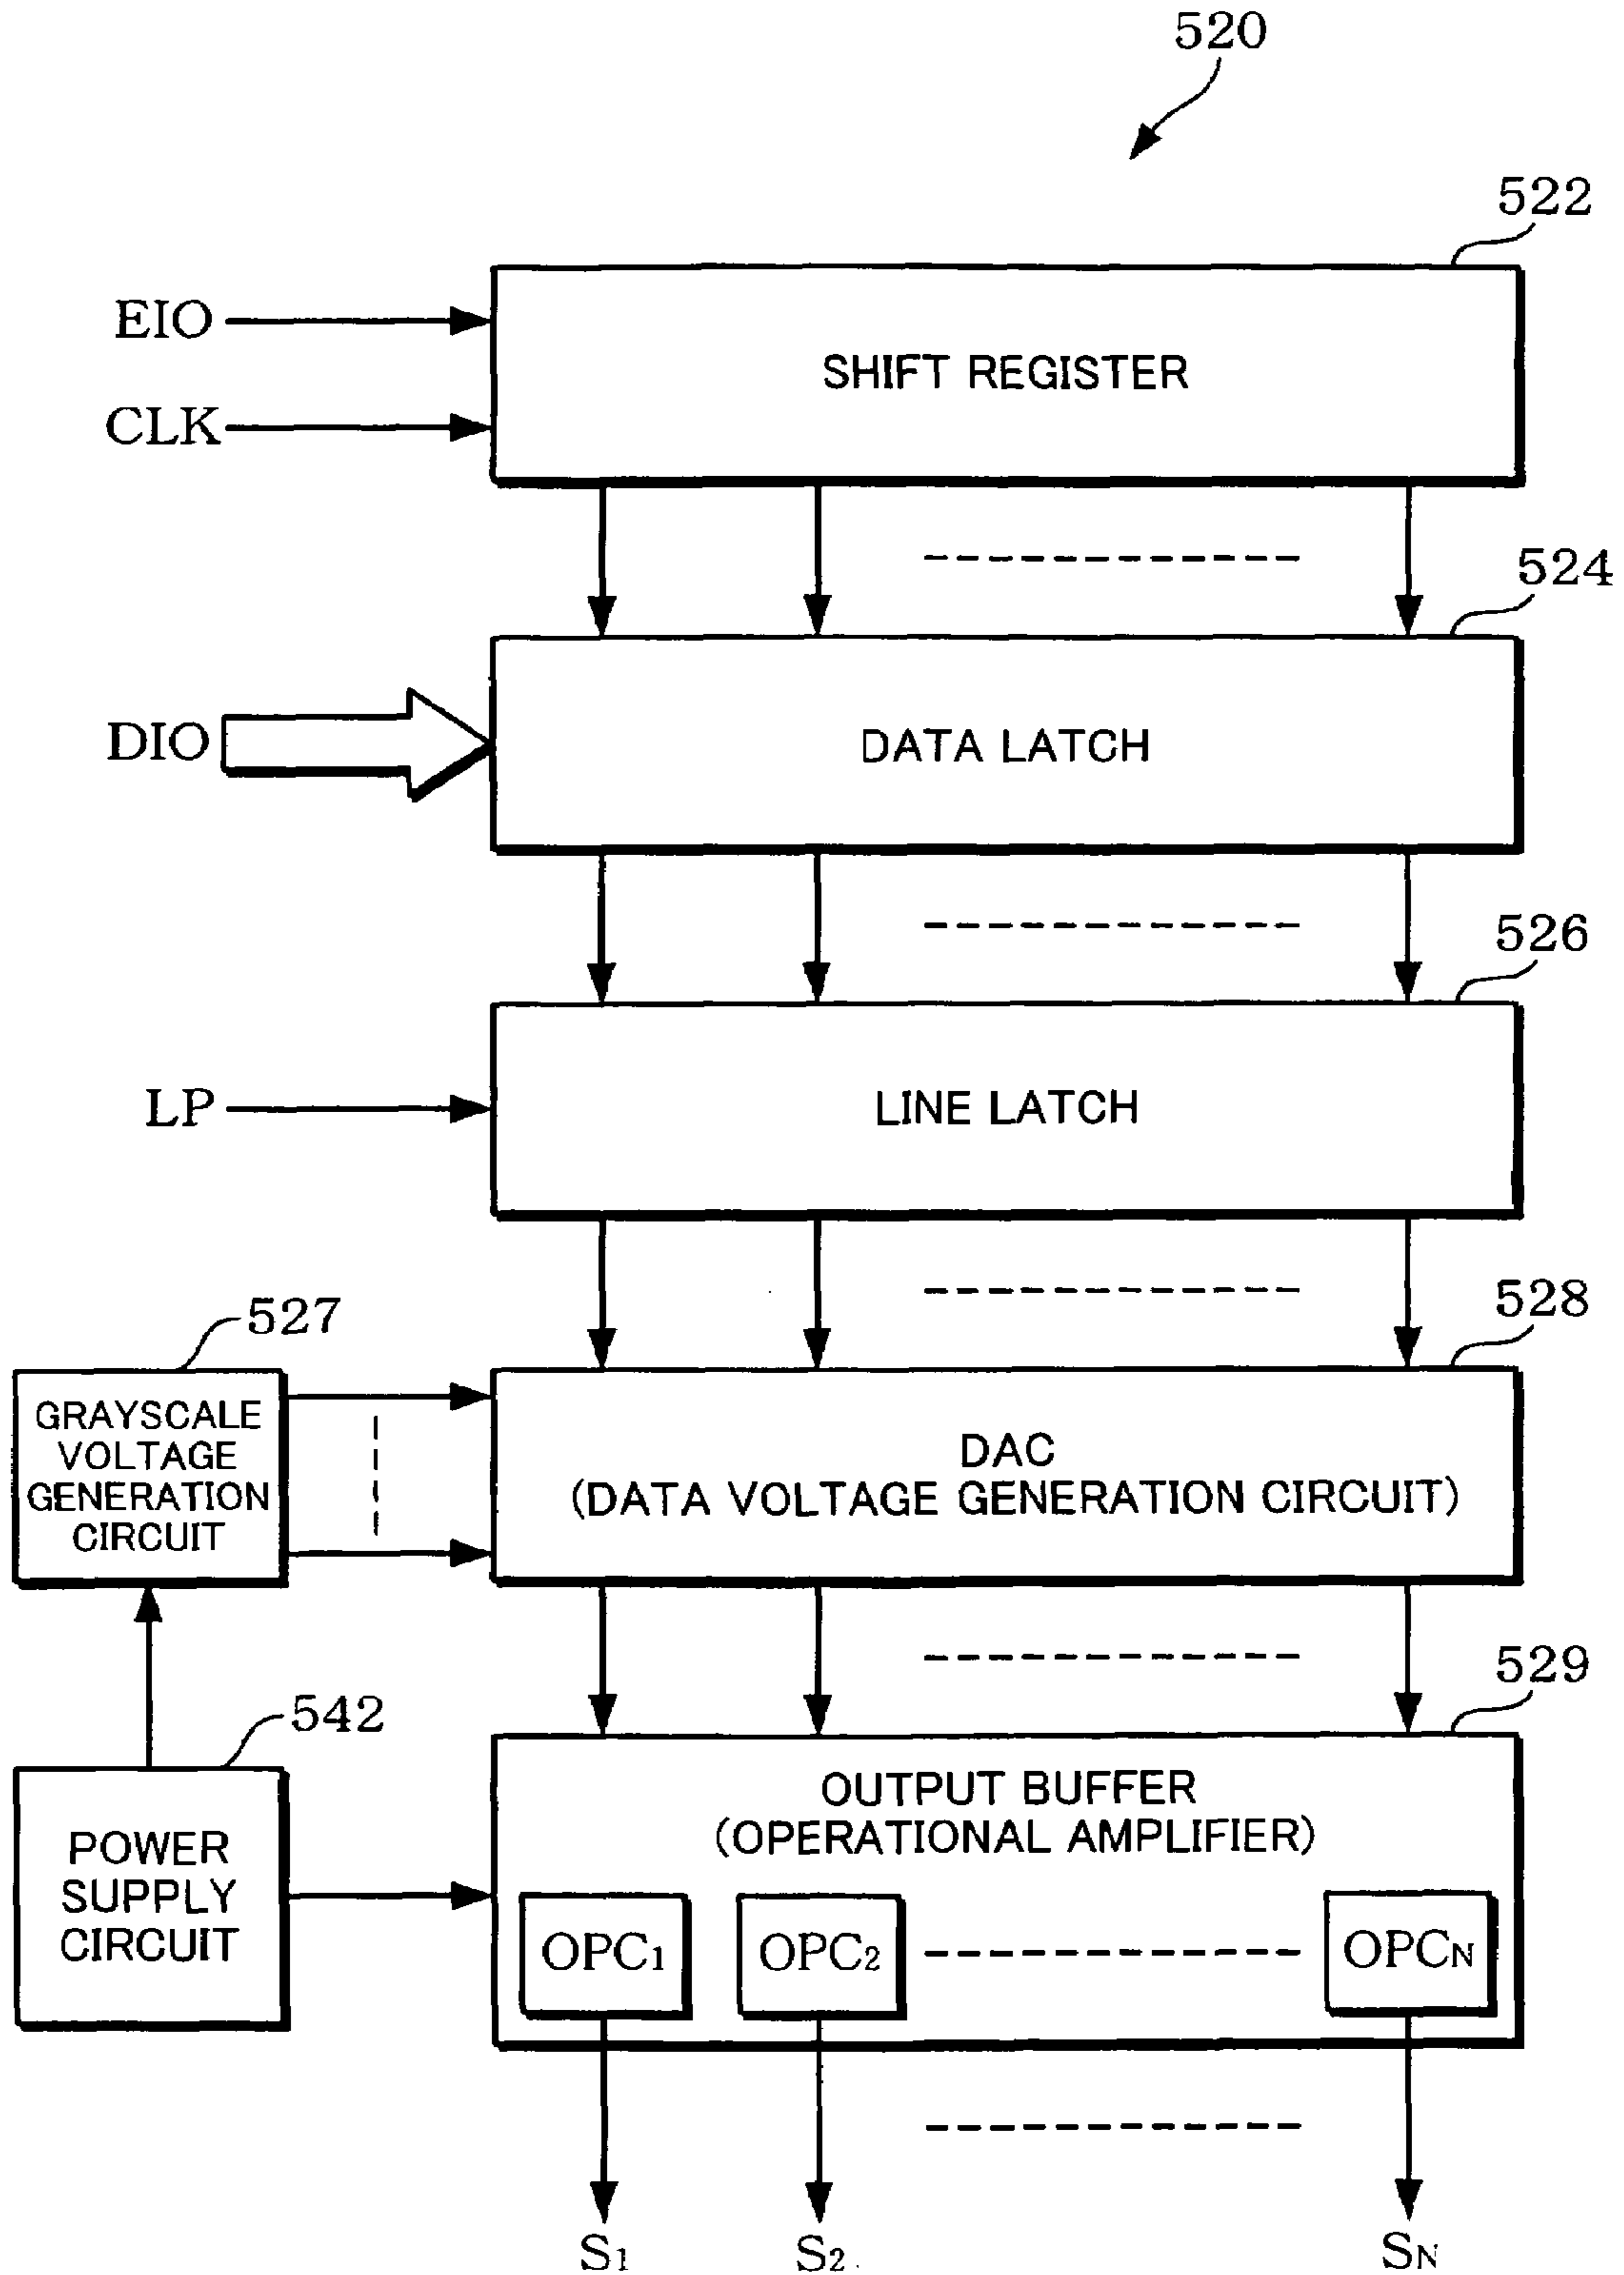 520
522
EIO
CLK
SHIFT REGISTER
524
DIO
DATA LATCH
526
LP
LINE LATCH
527
528
GRAYSCALE
VOLTAGE
GENERATION
CIRCUIT
DAC
(DATA VOLTAGE GENERATION CIRCUIT)
529
542
OUTPUT BUFFER
(OPERATIONAL AMPLIFIER)
POWER
SUPPLY
CIRCUIT
OPC1 OPC2 OPCN
S1 S2 SN